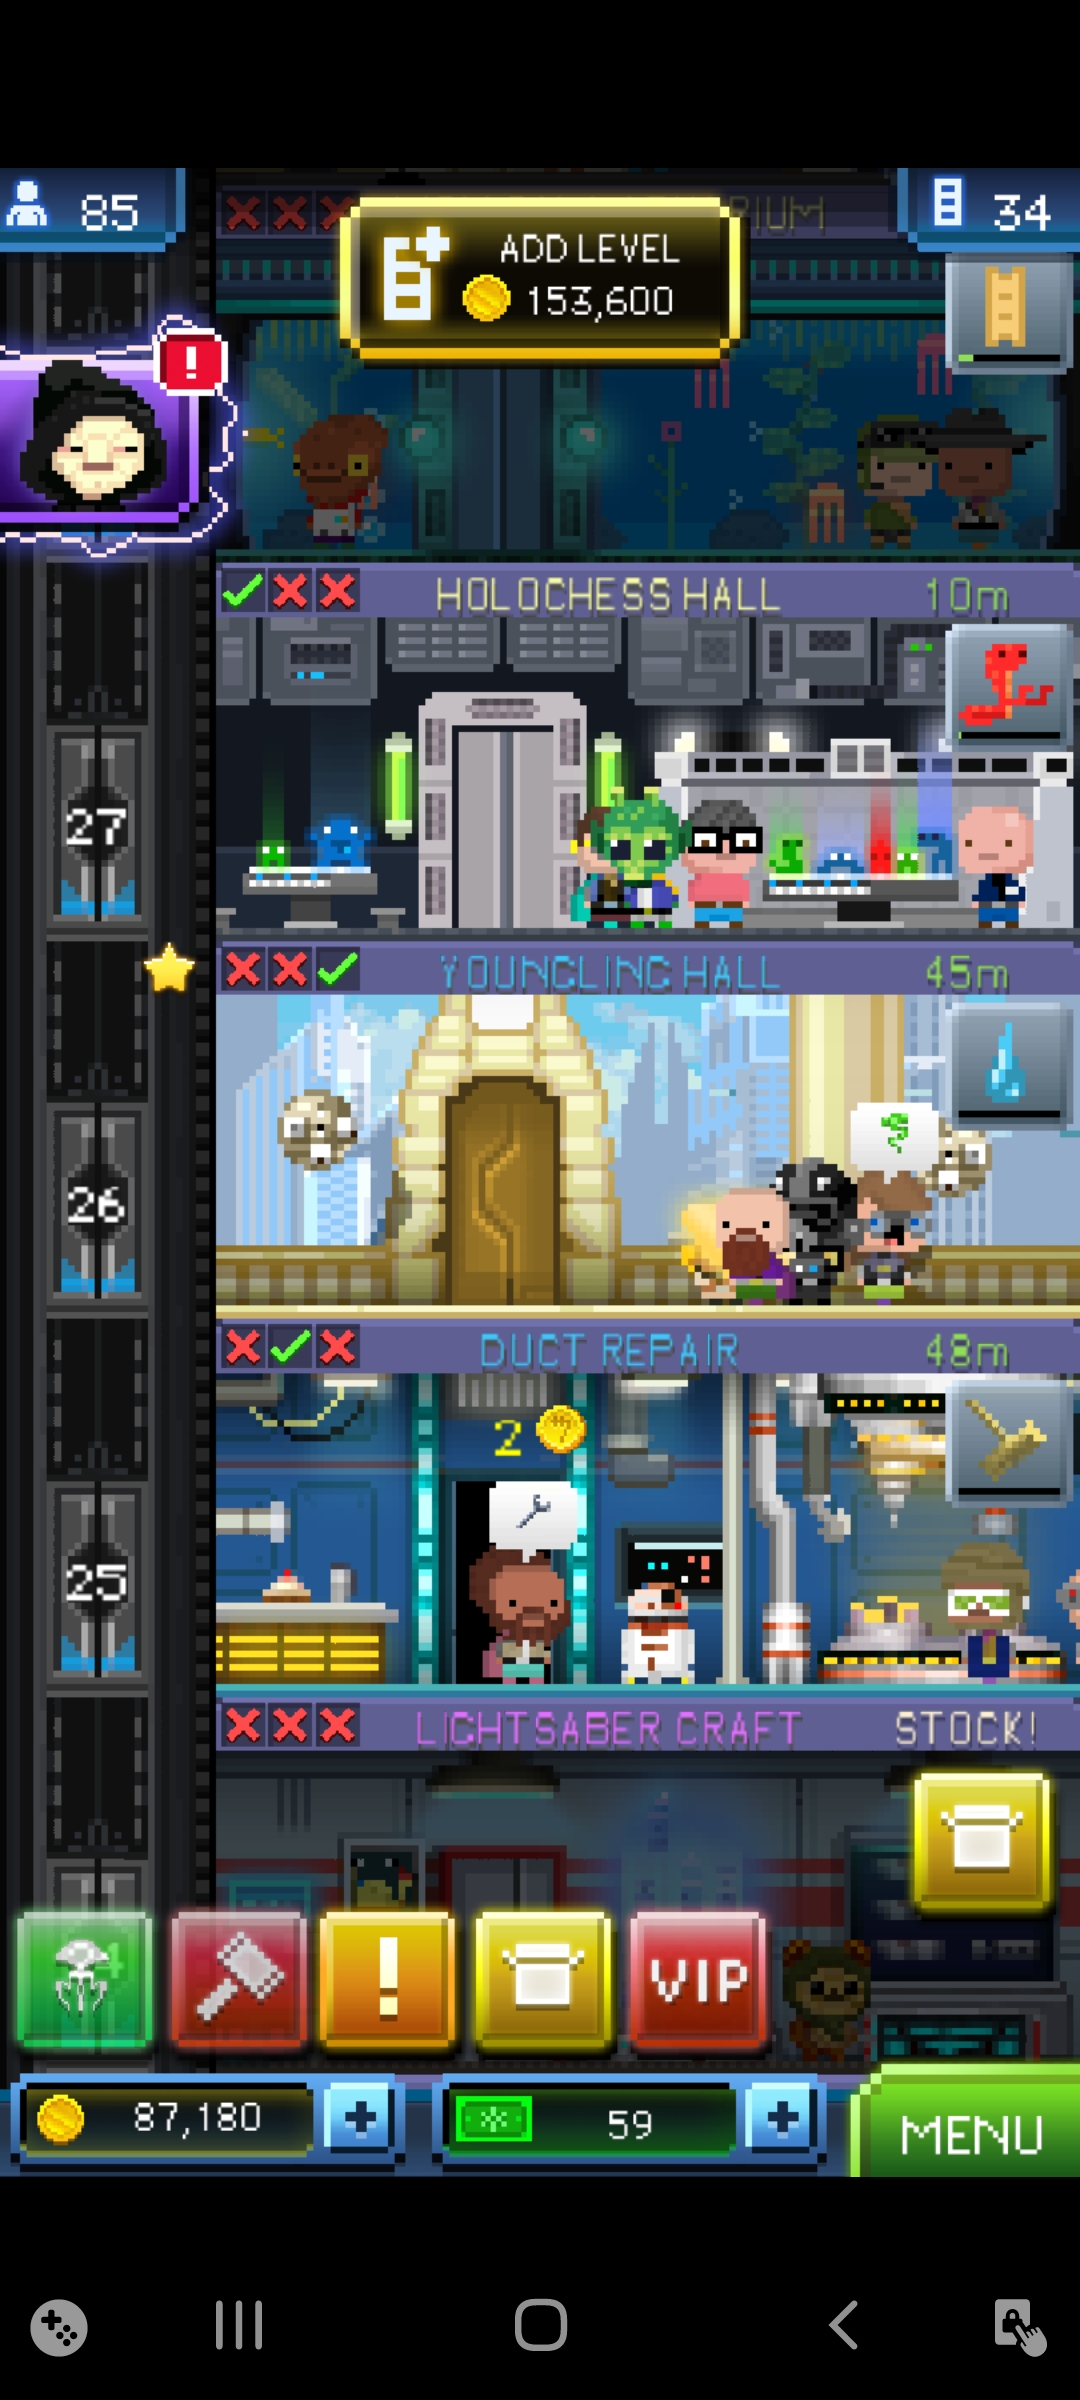 85
34
ADD LEVEL
153,600
HOLOCHESS HALL
10m
27
YOUNGLING HALL
45m
26
DUCT REPAIR
48m
2
25
LIGHTSABER CRAFT
STOCK!
VIP
87,180
59
MENU